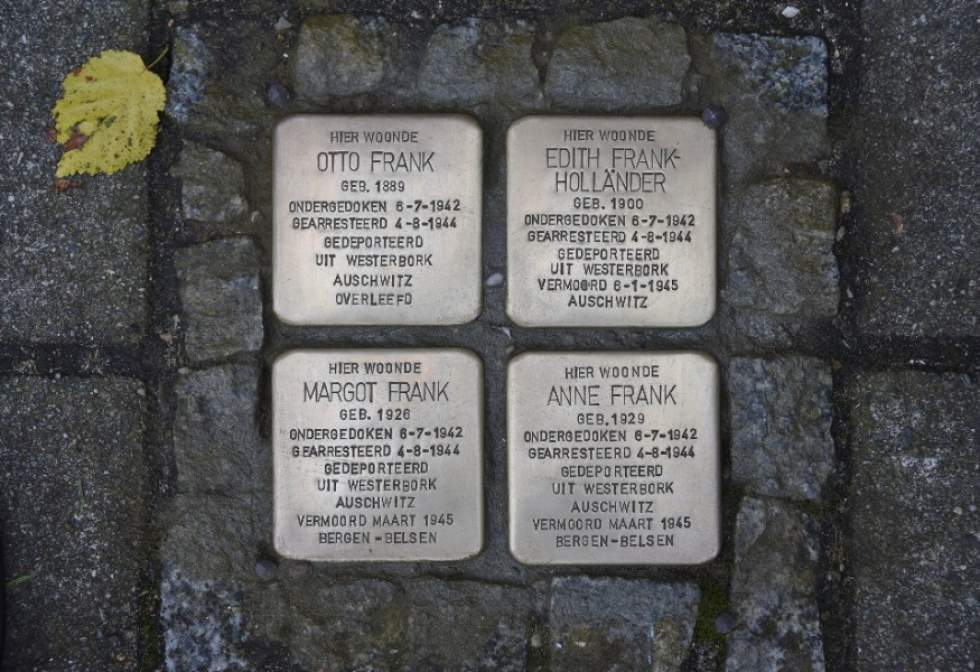 HIER WOONDE
OTTO FRANK
GEB. 1889
ONDERGEDOKEN 6-7-1942
GEARRESTEERD 4-8-1944
GEDEPORTEERD
UIT WESTERBORK
AUSCHWITZ
OVERLEEFD
HIER WOONDE
EDITH FRANK-
HOLLÄNDER
GEB. 1900
ONDERGEDOKEN 6-7-1942
GEARRESTEERD 4-8-1944
GEDEPORTEERD
UIT WESTERBORK
VERMOORD 6-1-1945
AUSCHWITZ
HIER WOONDE
MARGOT FRANK
GEB. 1926
ONDERGEDOKEN 6-7-1942
GEARRESTEERD 4-8-1944
GEDEPORTEERD
UIT WESTERBORK
AUSCHWITZ
VERMOORD MAART 1945
BERGEN-BELSEN
HIER WOONDE
ANNE FRANK
GEB. 1929
ONDERGEDOKEN 6-7-1942
GEARRESTEERD 4-8-1944
GEDEPORTEERD
UIT WESTERBORK
AUSCHWITZ
VERMOORD MAART 1945
BERGEN-BELSEN